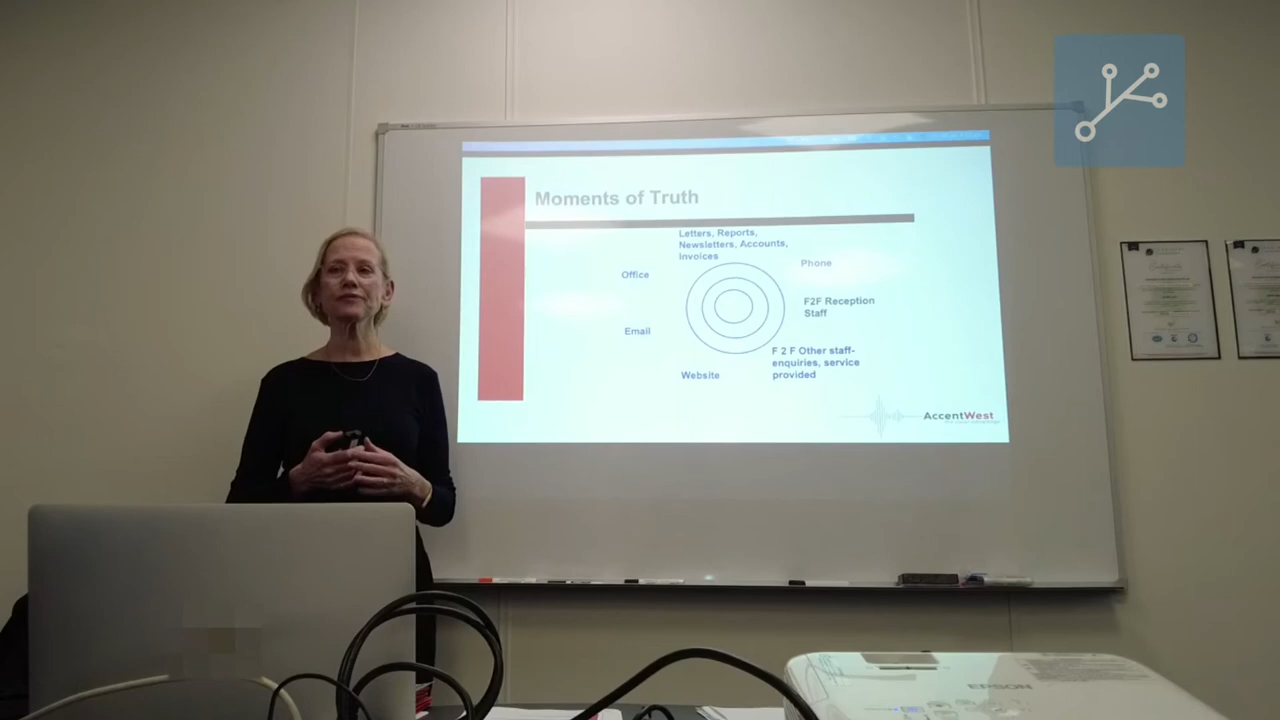 Moments of Truth
Letters, Reports,
Newsletters, Accounts,
Invoices
Office
Phone
F2F Reception
Staff
Email
F 2 F Other staff-
enquiries, service
provided
Website
AccentWest
EPSON